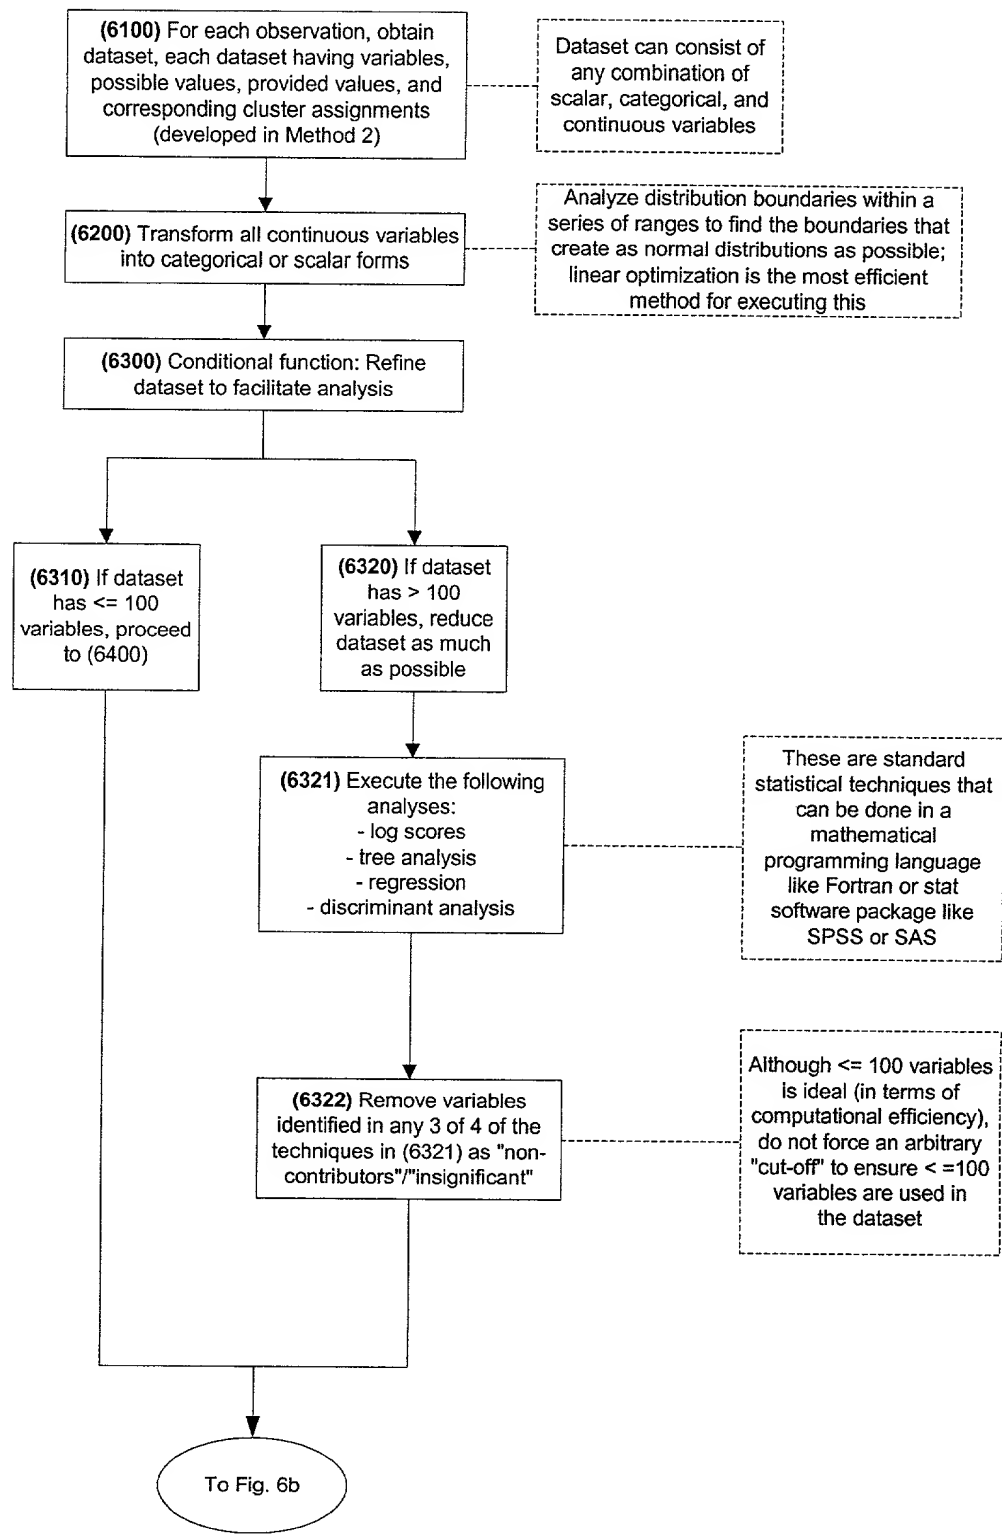 (6100) For each observation, obtain
dataset, each dataset having variables,
possible values, provided values, and
corresponding cluster assignments
(developed in Method 2)
Dataset can consist of
any combination of
scalar, categorical, and
continuous variables
(6200) Transform all continuous variables
into categorical or scalar forms
Analyze distribution boundaries within a
series of ranges to find the boundaries that
create as normal distributions as possible;
linear optimization is the most efficient
method for executing this
(6300) Conditional function: Refine
dataset to facilitate analysis
(6310) If dataset
has <= 100
variables, proceed
to (6400)
(6320) If dataset
has > 100
variables, reduce
dataset as much
as possible
(6321) Execute the following
analyses:
- log scores
- tree analysis
- regression
- discriminant analysis
These are standard
statistical techniques that
can be done in a
mathematical
programming language
like Fortran or stat
software package like
SPSS or SAS
(6322) Remove variables
identified in any 3 of 4 of the
techniques in (6321) as "non-
contributors"/"insignificant"
Although <= 100 variables
is ideal (in terms of
computational efficiency),
do not force an arbitrary
"cut-off" to ensure < =100
variables are used in
the dataset
To Fig. 6b